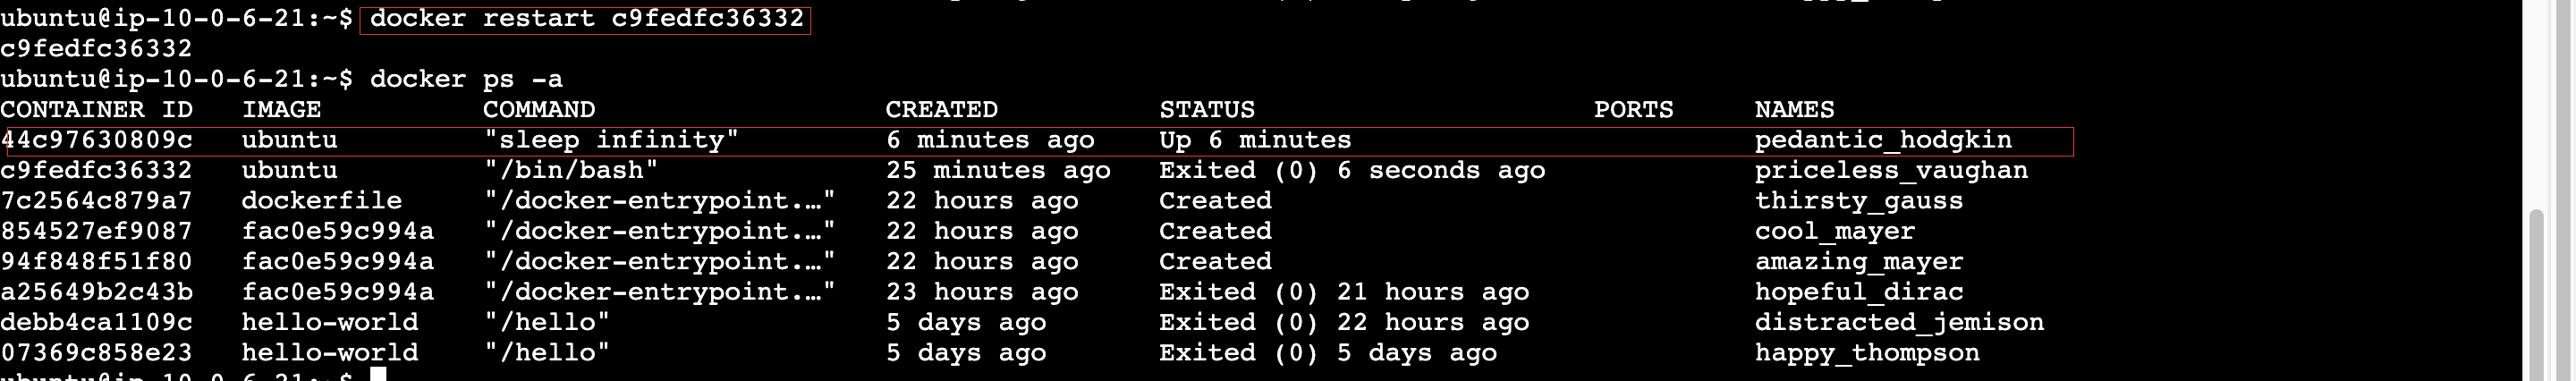 ubuntu@ip-10-0-6-21:~$ docker restart c9fedfc36332
c9fedfc36332
ubuntu@ip-10-0-6-21:~$ docker ps -a
CONTAINER ID   IMAGE          COMMAND                  CREATED          STATUS                      PORTS     NAMES
44c97630809c   ubuntu         "sleep infinity"         6 minutes ago    Up 6 minutes                          pedantic_hodgkin
c9fedfc36332   ubuntu         "/bin/bash"              25 minutes ago   Exited (0) 6 seconds ago              priceless_vaughan
7c2564c879a7   dockerfile     "/docker-entrypoint.…"   22 hours ago     Created                               thirsty_gauss
854527ef9087   fac0e59c994a   "/docker-entrypoint.…"   22 hours ago     Created                               cool_mayer
94f848f51f80   fac0e59c994a   "/docker-entrypoint.…"   22 hours ago     Created                               amazing_mayer
a25649b2c43b   fac0e59c994a   "/docker-entrypoint.…"   23 hours ago     Exited (0) 21 hours ago               hopeful_dirac
debb4ca1109c   hello-world    "/hello"                 5 days ago       Exited (0) 22 hours ago               distracted_jemison
07369c858e23   hello-world    "/hello"                 5 days ago       Exited (0) 5 days ago                 happy_thompson
ubuntu@ip-10-0-6-21:~$